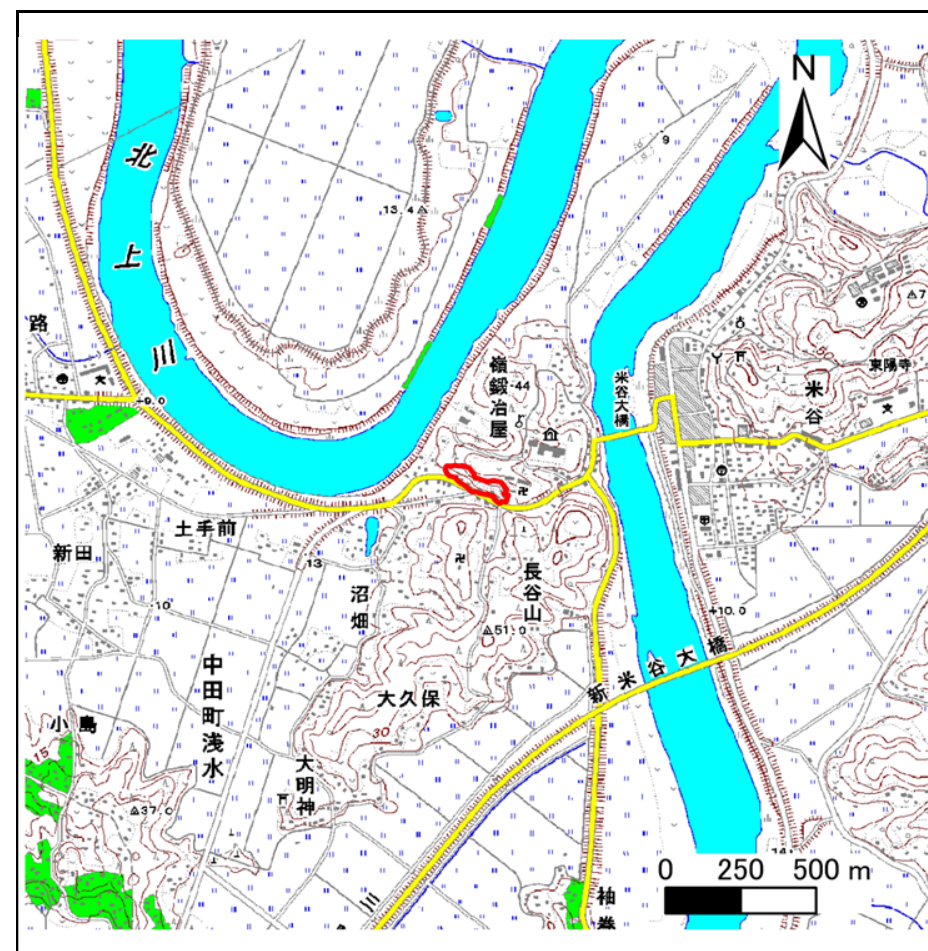 N
北上川
9
13.4
路
嶺鍛冶屋
44
米谷大橋
東陽寺
米谷
50
9.0
土手前
新田
13
沼畑
長谷山
10
51.0
10.0
中田町浅水
大久保
新米谷大橋
小島
15
30
大明神
37.0
0 250 500 m
袖